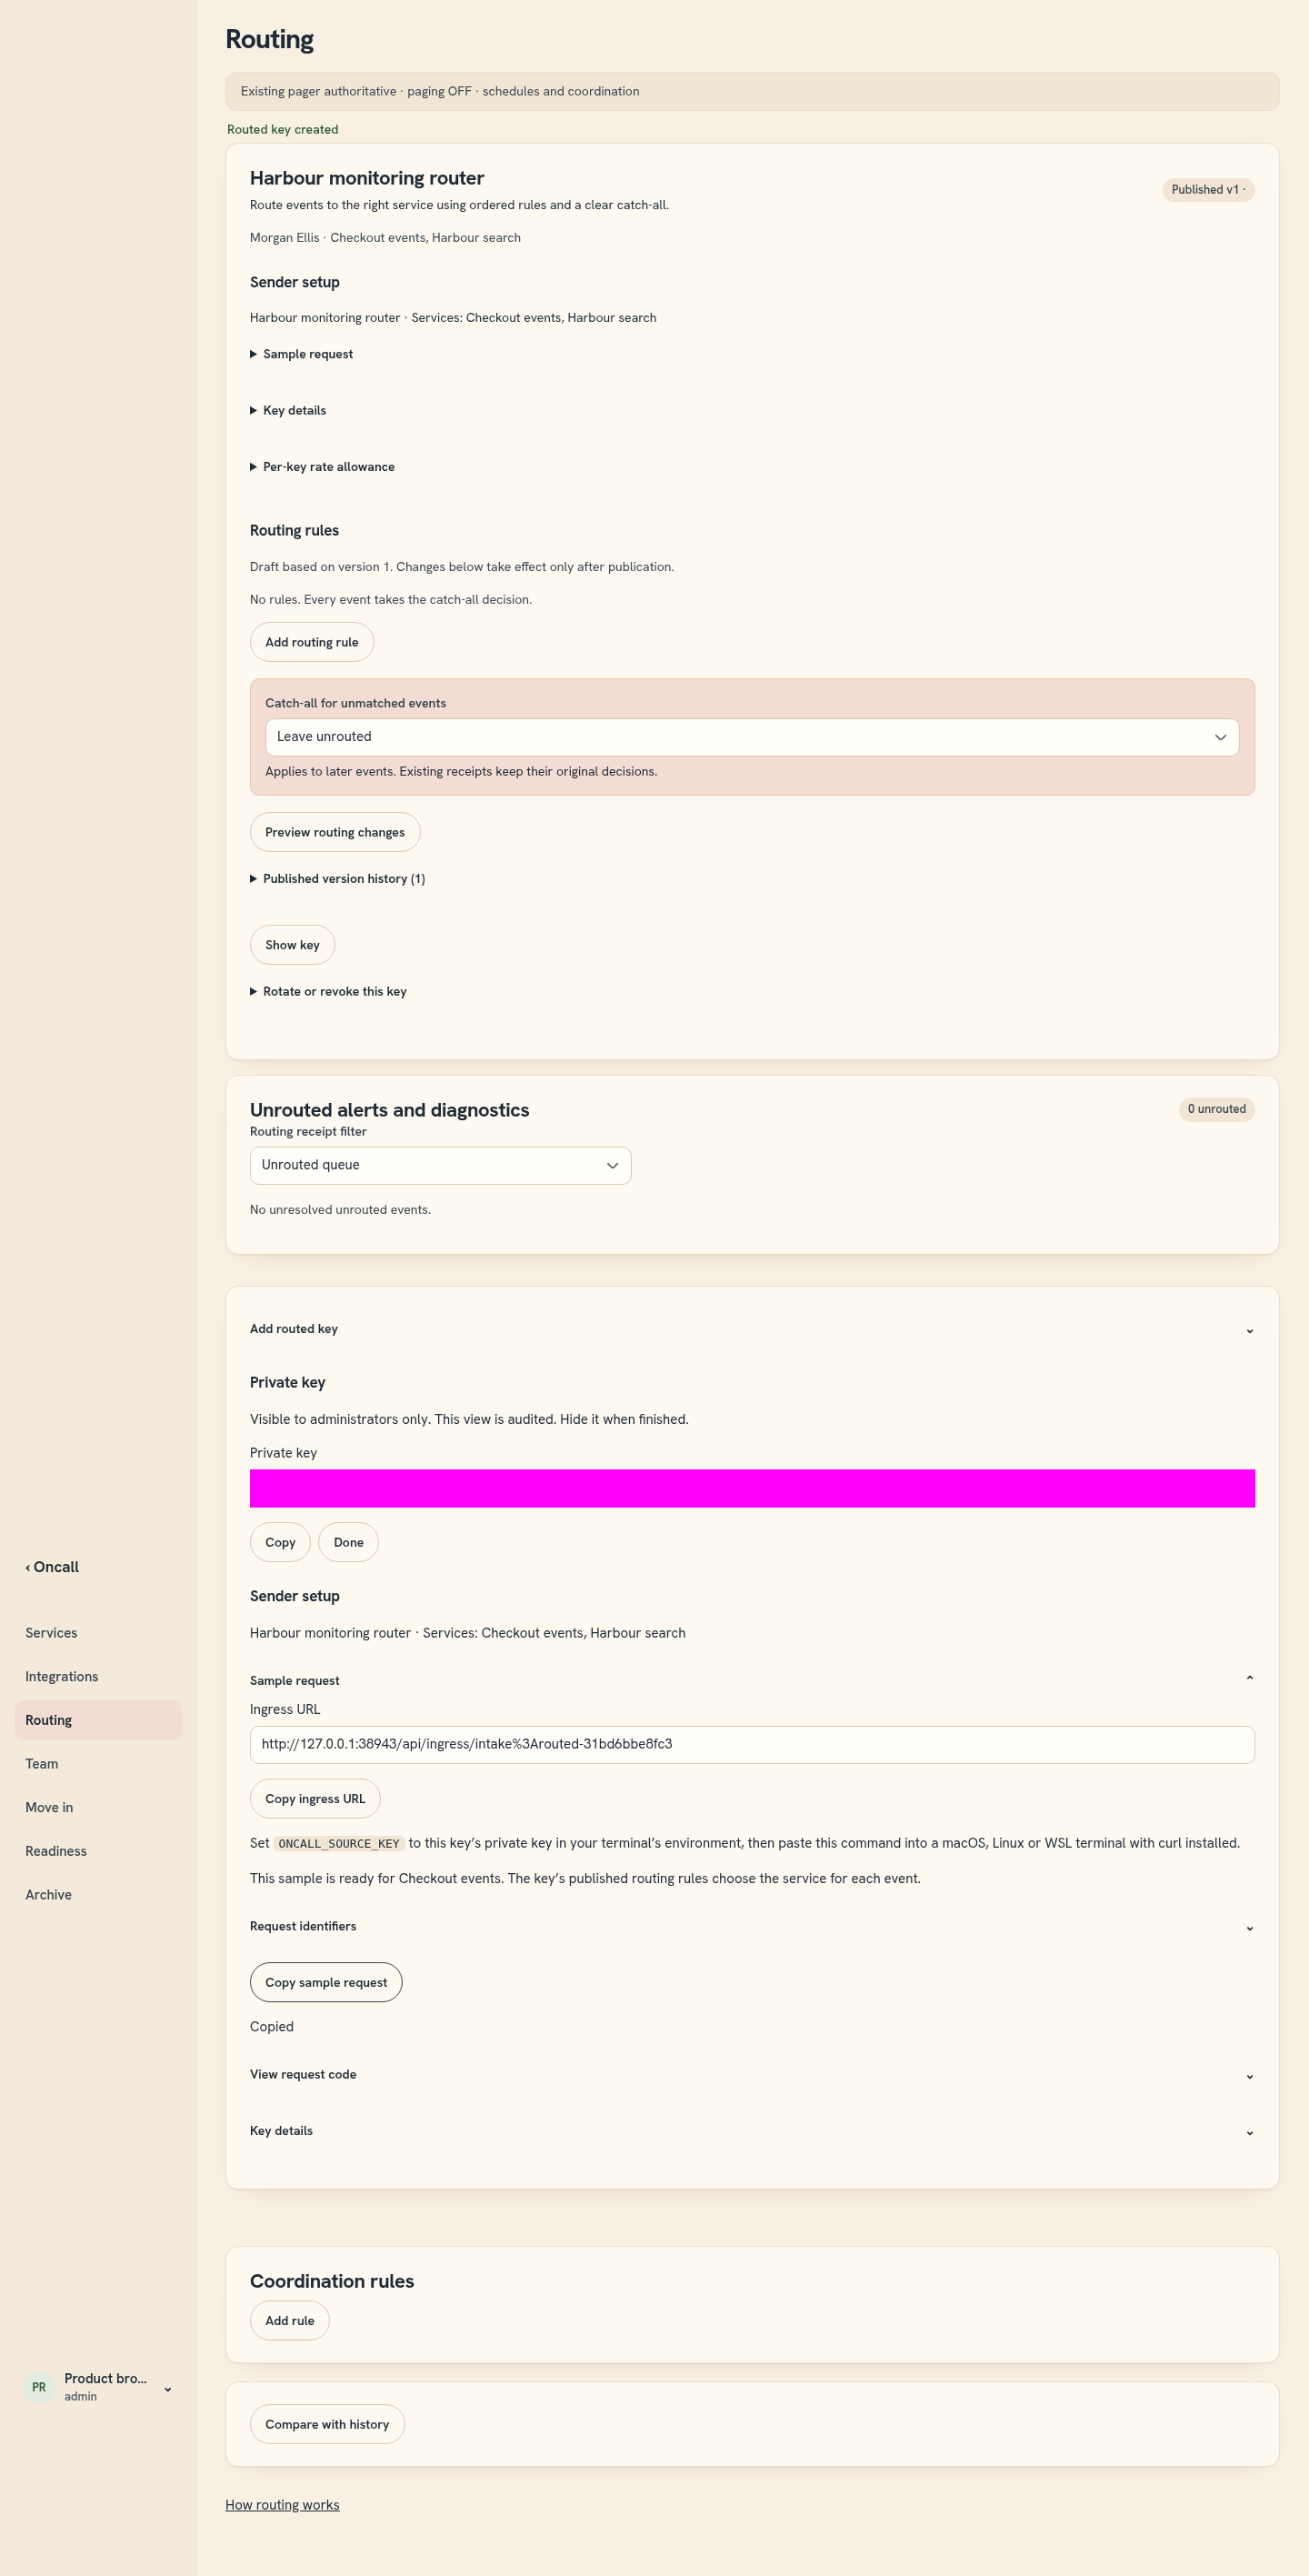 Routing
Existing pager authoritative · paging OFF · schedules and coordination
Routed key created
Harbour monitoring router
Published v1 ·
Route events to the right service using ordered rules and a clear catch-all.
Morgan Ellis · Checkout events, Harbour search
Sender setup
Harbour monitoring router · Services: Checkout events, Harbour search
Sample request
Key details
Per-key rate allowance
Routing rules
Draft based on version 1. Changes below take effect only after publication.
No rules. Every event takes the catch-all decision.
Add routing rule
Catch-all for unmatched events
Leave unrouted
Applies to later events. Existing receipts keep their original decisions.
Preview routing changes
Published version history (1)
Show key
Rotate or revoke this key
Unrouted alerts and diagnostics
0 unrouted
Routing receipt filter
Unrouted queue
No unresolved unrouted events.
Add routed key
Private key
Visible to administrators only. This view is audited. Hide it when finished.
Private key
Copy
Done
Sender setup
Harbour monitoring router · Services: Checkout events, Harbour search
Sample request
Ingress URL
http://127.0.0.1:38943/api/ingress/intake%3Arouted-31bd6bbe8fc3
Copy ingress URL
Set ONCALL_SOURCE_KEY to this key’s private key in your terminal’s environment, then paste this command into a macOS, Linux or WSL terminal with curl installed.
This sample is ready for Checkout events. The key’s published routing rules choose the service for each event.
Request identifiers
Copy sample request
Copied
View request code
Key details
Coordination rules
Add rule
Compare with history
How routing works
‹ Oncall
Services
Integrations
Routing
Team
Move in
Readiness
Archive
PR
Product bro…
admin